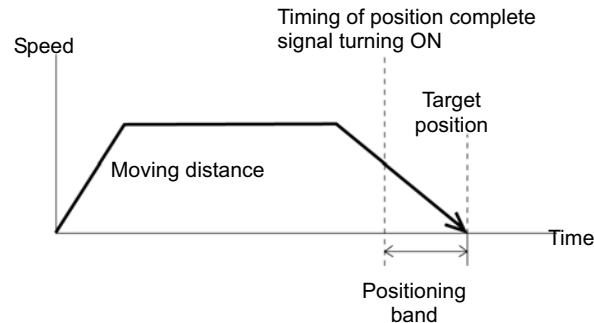 Timing of position complete
signal turning ON
Speed
Target
position
Moving distance
Time
Positioning
band